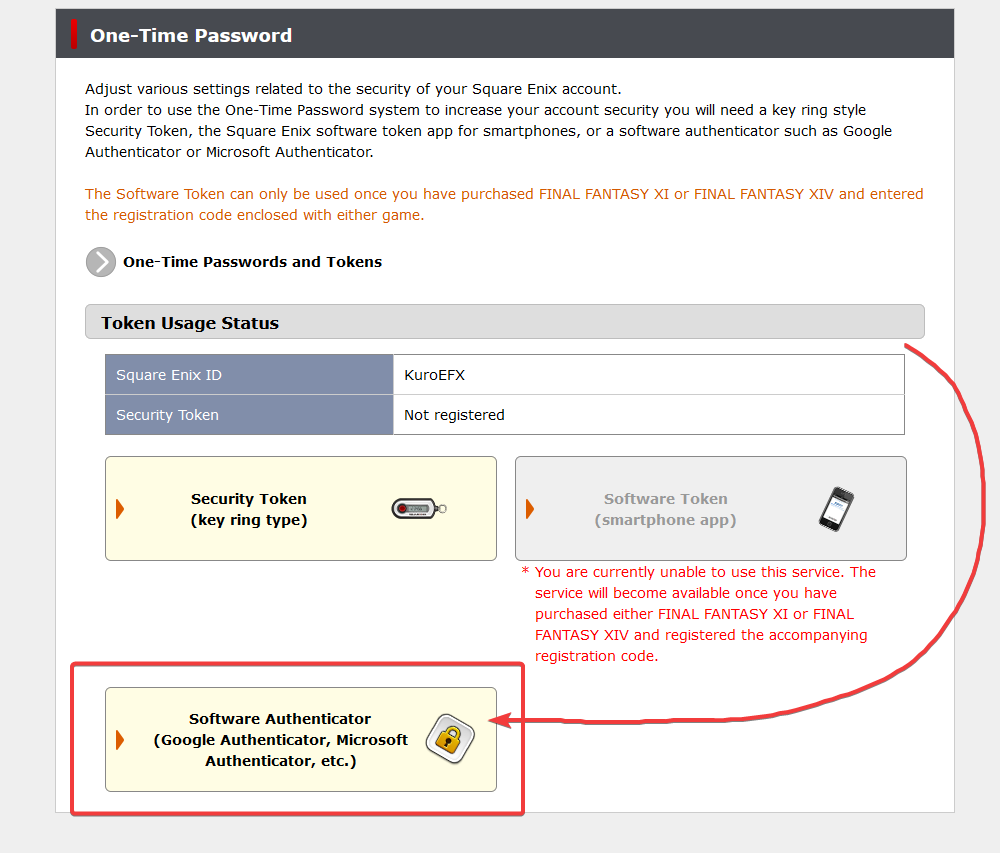 One-Time Password
Adjust various settings related to the security of your Square Enix account.
In order to use the One-Time Password system to increase your account security you will need a key ring style
Security Token, the Square Enix software token app for smartphones, or a software authenticator such as Google
Authenticator or Microsoft Authenticator.
The Software Token can only be used once you have purchased FINAL FANTASY XI or FINAL FANTASY XIV and entered
the registration code enclosed with either game.
One-Time Passwords and Tokens
Token Usage Status
Square Enix ID KuroEFX
Security Token Not registered
Security Token
(key ring type)
Software Token
(smartphone app)
* You are currently unable to use this service. The
service will become available once you have
purchased either FINAL FANTASY XI or FINAL
FANTASY XIV and registered the accompanying
registration code.
Software Authenticator
(Google Authenticator, Microsoft
Authenticator, etc.)